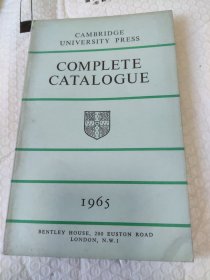 CAMBRIDGE
UNIVERSITY PRESS
COMPLETE
CATALOGUE
1965
BENTLEY HOUSE, 200 EUSTON ROAD
LONDON, N.W.1